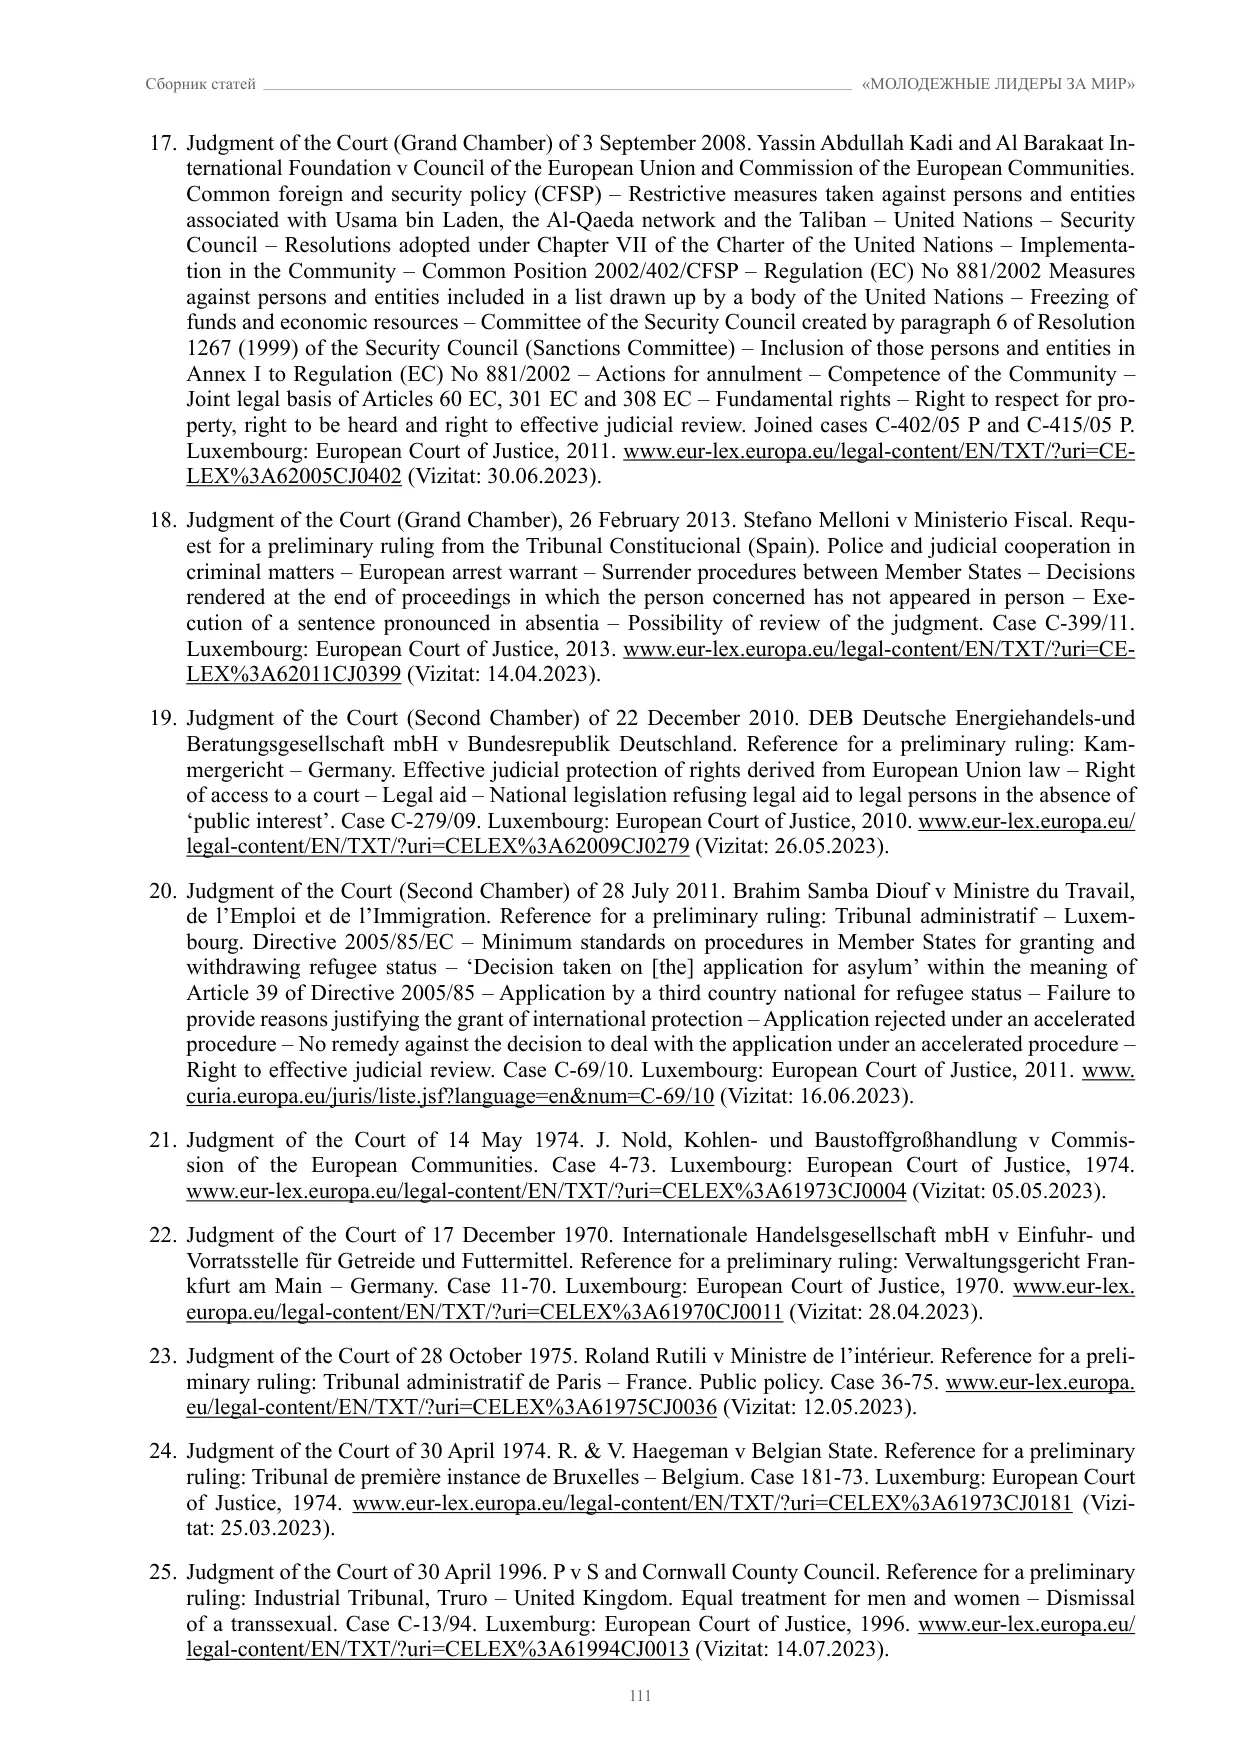 Сборник статей «МОЛОДЕЖНЫЕ ЛИДЕРЫ ЗА МИР»
17. Judgment of the Court (Grand Chamber) of 3 September 2008. Yassin Abdullah Kadi and Al Barakaat In-
ternational Foundation v Council of the European Union and Commission of the European Communities.
Common foreign and security policy (CFSP) – Restrictive measures taken against persons and entities
associated with Usama bin Laden, the Al-Qaeda network and the Taliban – United Nations – Security
Council – Resolutions adopted under Chapter VII of the Charter of the United Nations – Implementa-
tion in the Community – Common Position 2002/402/CFSP – Regulation (EC) No 881/2002 Measures
against persons and entities included in a list drawn up by a body of the United Nations – Freezing of
funds and economic resources – Committee of the Security Council created by paragraph 6 of Resolution
1267 (1999) of the Security Council (Sanctions Committee) – Inclusion of those persons and entities in
Annex I to Regulation (EC) No 881/2002 – Actions for annulment – Competence of the Community –
Joint legal basis of Articles 60 EC, 301 EC and 308 EC – Fundamental rights – Right to respect for pro-
perty, right to be heard and right to effective judicial review. Joined cases C-402/05 P and C-415/05 P.
Luxembourg: European Court of Justice, 2011. www.eur-lex.europa.eu/legal-content/EN/TXT/?uri=CE-
LEX%3A62005CJ0402 (Vizitat: 30.06.2023).
18. Judgment of the Court (Grand Chamber), 26 February 2013. Stefano Melloni v Ministerio Fiscal. Requ-
est for a preliminary ruling from the Tribunal Constitucional (Spain). Police and judicial cooperation in
criminal matters – European arrest warrant – Surrender procedures between Member States – Decisions
rendered at the end of proceedings in which the person concerned has not appeared in person – Exe-
cution of a sentence pronounced in absentia – Possibility of review of the judgment. Case C-399/11.
Luxembourg: European Court of Justice, 2013. www.eur-lex.europa.eu/legal-content/EN/TXT/?uri=CE-
LEX%3A62011CJ0399 (Vizitat: 14.04.2023).
19. Judgment of the Court (Second Chamber) of 22 December 2010. DEB Deutsche Energiehandels-und
Beratungsgesellschaft mbH v Bundesrepublik Deutschland. Reference for a preliminary ruling: Kam-
mergericht – Germany. Effective judicial protection of rights derived from European Union law – Right
of access to a court – Legal aid – National legislation refusing legal aid to legal persons in the absence of
‘public interest’. Case C-279/09. Luxembourg: European Court of Justice, 2010. www.eur-lex.europa.eu/
legal-content/EN/TXT/?uri=CELEX%3A62009CJ0279 (Vizitat: 26.05.2023).
20. Judgment of the Court (Second Chamber) of 28 July 2011. Brahim Samba Diouf v Ministre du Travail,
de l’Emploi et de l’Immigration. Reference for a preliminary ruling: Tribunal administratif – Luxem-
bourg. Directive 2005/85/EC – Minimum standards on procedures in Member States for granting and
withdrawing refugee status – ‘Decision taken on [the] application for asylum’ within the meaning of
Article 39 of Directive 2005/85 – Application by a third country national for refugee status – Failure to
provide reasons justifying the grant of international protection – Application rejected under an accelerated
procedure – No remedy against the decision to deal with the application under an accelerated procedure –
Right to effective judicial review. Case C-69/10. Luxembourg: European Court of Justice, 2011. www.
curia.europa.eu/juris/liste.jsf?language=en&num=C-69/10 (Vizitat: 16.06.2023).
21. Judgment of the Court of 14 May 1974. J. Nold, Kohlen- und Baustoffgroßhandlung v Commis-
sion of the European Communities. Case 4-73. Luxembourg: European Court of Justice, 1974.
www.eur-lex.europa.eu/legal-content/EN/TXT/?uri=CELEX%3A61973CJ0004 (Vizitat: 05.05.2023).
22. Judgment of the Court of 17 December 1970. Internationale Handelsgesellschaft mbH v Einfuhr- und
Vorratsstelle für Getreide und Futtermittel. Reference for a preliminary ruling: Verwaltungsgericht Fran-
kfurt am Main – Germany. Case 11-70. Luxembourg: European Court of Justice, 1970. www.eur-lex.
europa.eu/legal-content/EN/TXT/?uri=CELEX%3A61970CJ0011 (Vizitat: 28.04.2023).
23. Judgment of the Court of 28 October 1975. Roland Rutili v Ministre de l’intérieur. Reference for a preli-
minary ruling: Tribunal administratif de Paris – France. Public policy. Case 36-75. www.eur-lex.europa.
eu/legal-content/EN/TXT/?uri=CELEX%3A61975CJ0036 (Vizitat: 12.05.2023).
24. Judgment of the Court of 30 April 1974. R. & V. Haegeman v Belgian State. Reference for a preliminary
ruling: Tribunal de première instance de Bruxelles – Belgium. Case 181-73. Luxemburg: European Court
of Justice, 1974. www.eur-lex.europa.eu/legal-content/EN/TXT/?uri=CELEX%3A61973CJ0181 (Vizi-
tat: 25.03.2023).
25. Judgment of the Court of 30 April 1996. P v S and Cornwall County Council. Reference for a preliminary
ruling: Industrial Tribunal, Truro – United Kingdom. Equal treatment for men and women – Dismissal
of a transsexual. Case C-13/94. Luxemburg: European Court of Justice, 1996. www.eur-lex.europa.eu/
legal-content/EN/TXT/?uri=CELEX%3A61994CJ0013 (Vizitat: 14.07.2023).
111